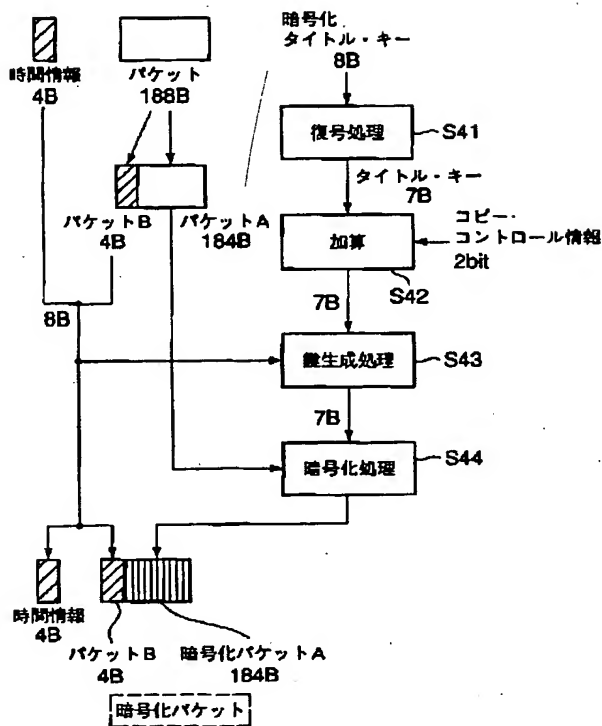 時間情報
4B
パケット
188B
暗号化
タイトル・キー
8B
復号処理
S41
タイトル・キー
7B
パケットB
4B
パケットA
184B
加算
コピー・
コントロール情報
2bit
S42
8B
7B
鍵生成処理
S43
7B
暗号化処理
S44
時間情報
4B
パケットB
4B
暗号化パケットA
184B
暗号化パケット